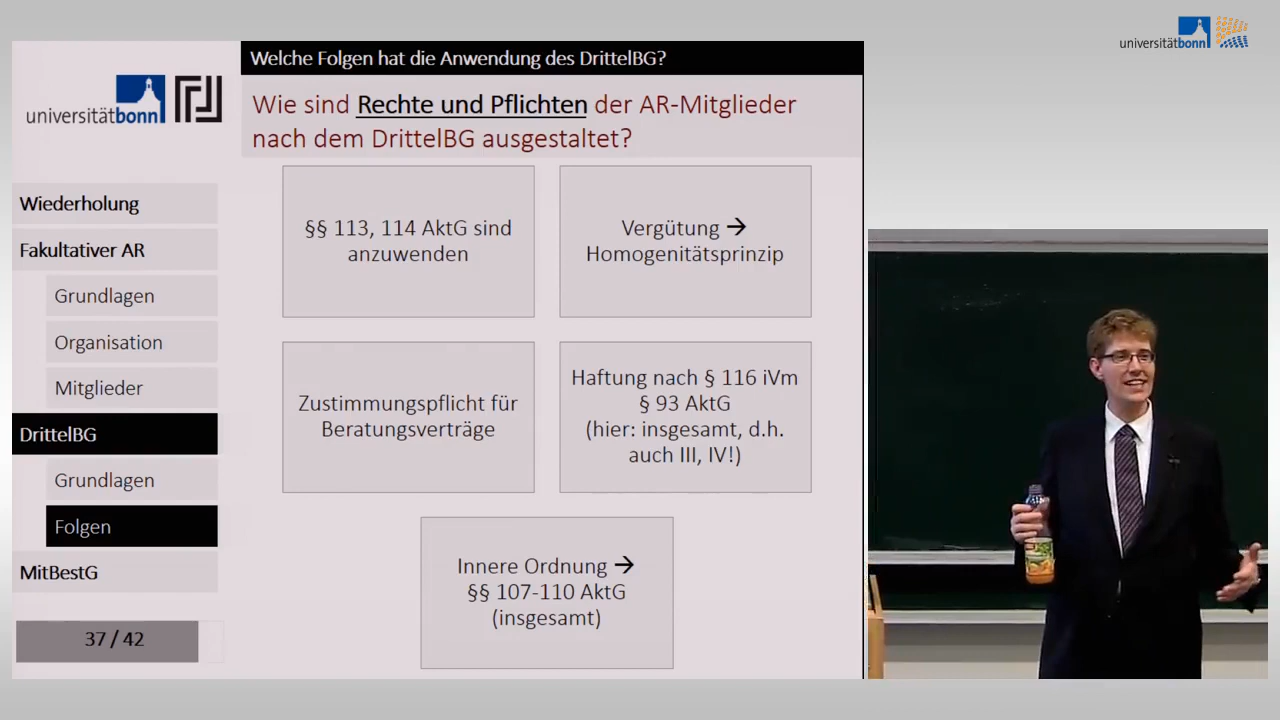 universitätbonn
Welche Folgen hat die Anwendung des DrittelBG?
universitätbonn
Wie sind Rechte und Pflichten der AR-Mitglieder
nach dem DrittelBG ausgestaltet?
Wiederholung
Fakultativer AR
Grundlagen
Organisation
Mitglieder
DrittelBG
Grundlagen
Folgen
MitBestG
37 / 42
§§ 113, 114 AktG sind
anzuwenden
Vergütung →
Homogenitätsprinzip
Zustimmungspflicht für
Beratungsverträge
Haftung nach § 116 iVm
§ 93 AktG
(hier: insgesamt, d.h.
auch III, IV!)
Innere Ordnung →
§§ 107-110 AktG
(insgesamt)